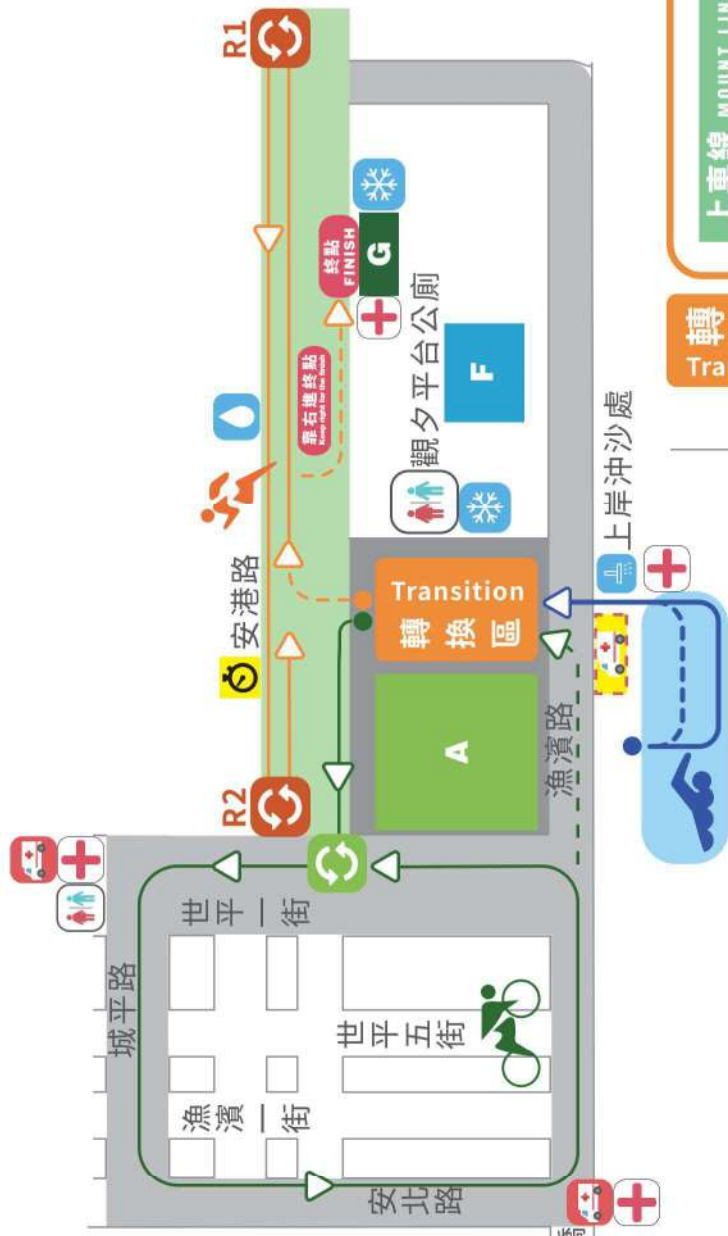 R1
R2
安港路
靠右進終點
Keep right for the finish
終點
FINISH
G
觀夕平台公廁
F
Transition
轉換區
A
漁濱路
上岸沖沙處
城平路
世平一街
漁濱一街
世平五街
安北路
上車線 MOUNT LIN
轉
Tra